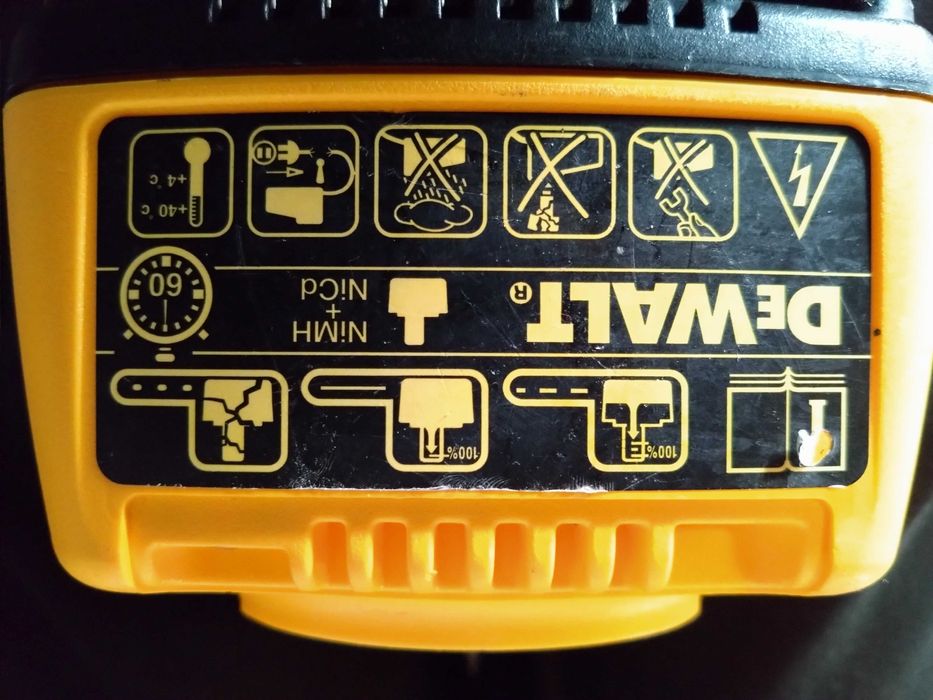 100%
100%
DEWALT®
NiMH
+
NiCd
60
+40°C
+4°C